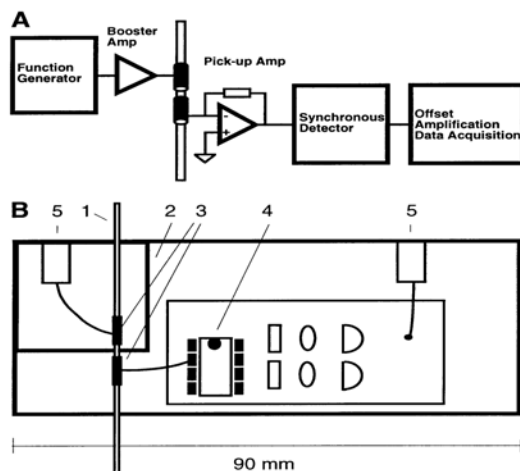 A
Booster
Amp
Function
Generator
Pick-up Amp
-
+
Synchronous
Detector
Offset
Amplification
Data Acquisition
B
5 1 2 3 4 5
90 mm